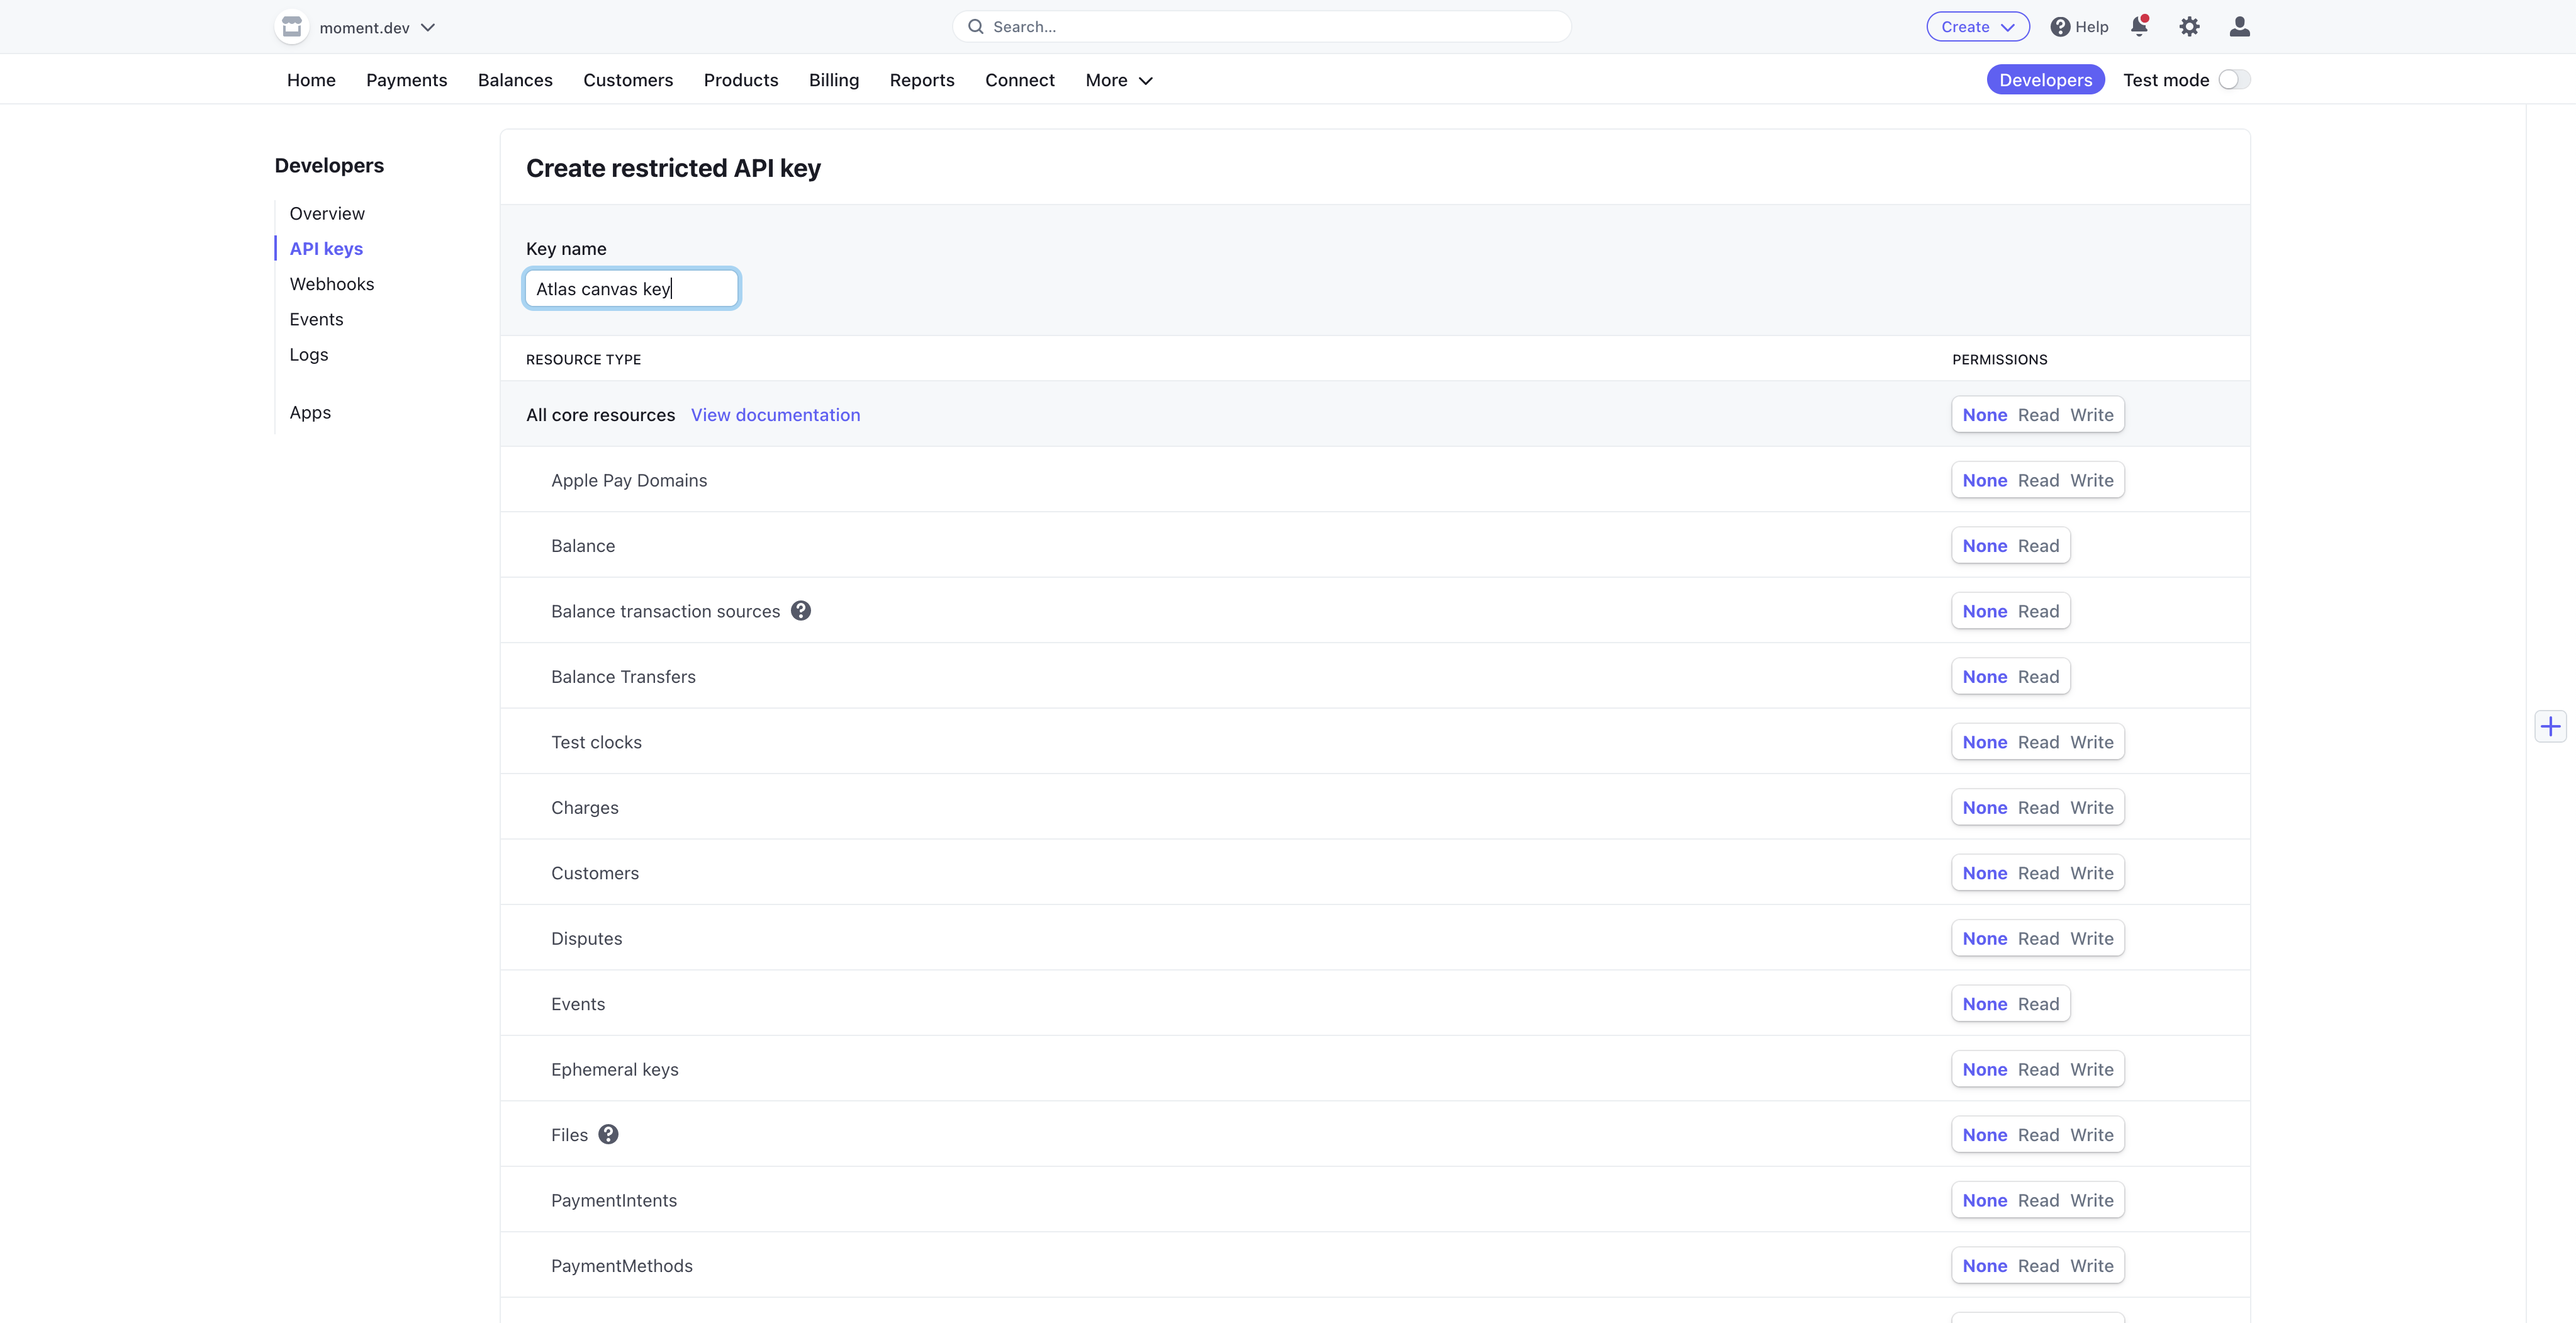 moment.dev
Search...
Create
Help
Home Payments Balances Customers Products Billing Reports Connect More
Developers Test mode
Developers
Overview
API keys
Webhooks
Events
Logs
Apps
Create restricted API key
Key name
Atlas canvas key
RESOURCE TYPE PERMISSIONS
All core resources View documentation None Read Write
Apple Pay Domains None Read Write
Balance None Read
Balance transaction sources None Read
Balance Transfers None Read
Test clocks None Read Write
Charges None Read Write
Customers None Read Write
Disputes None Read Write
Events None Read
Ephemeral keys None Read Write
Files None Read Write
PaymentIntents None Read Write
PaymentMethods None Read Write